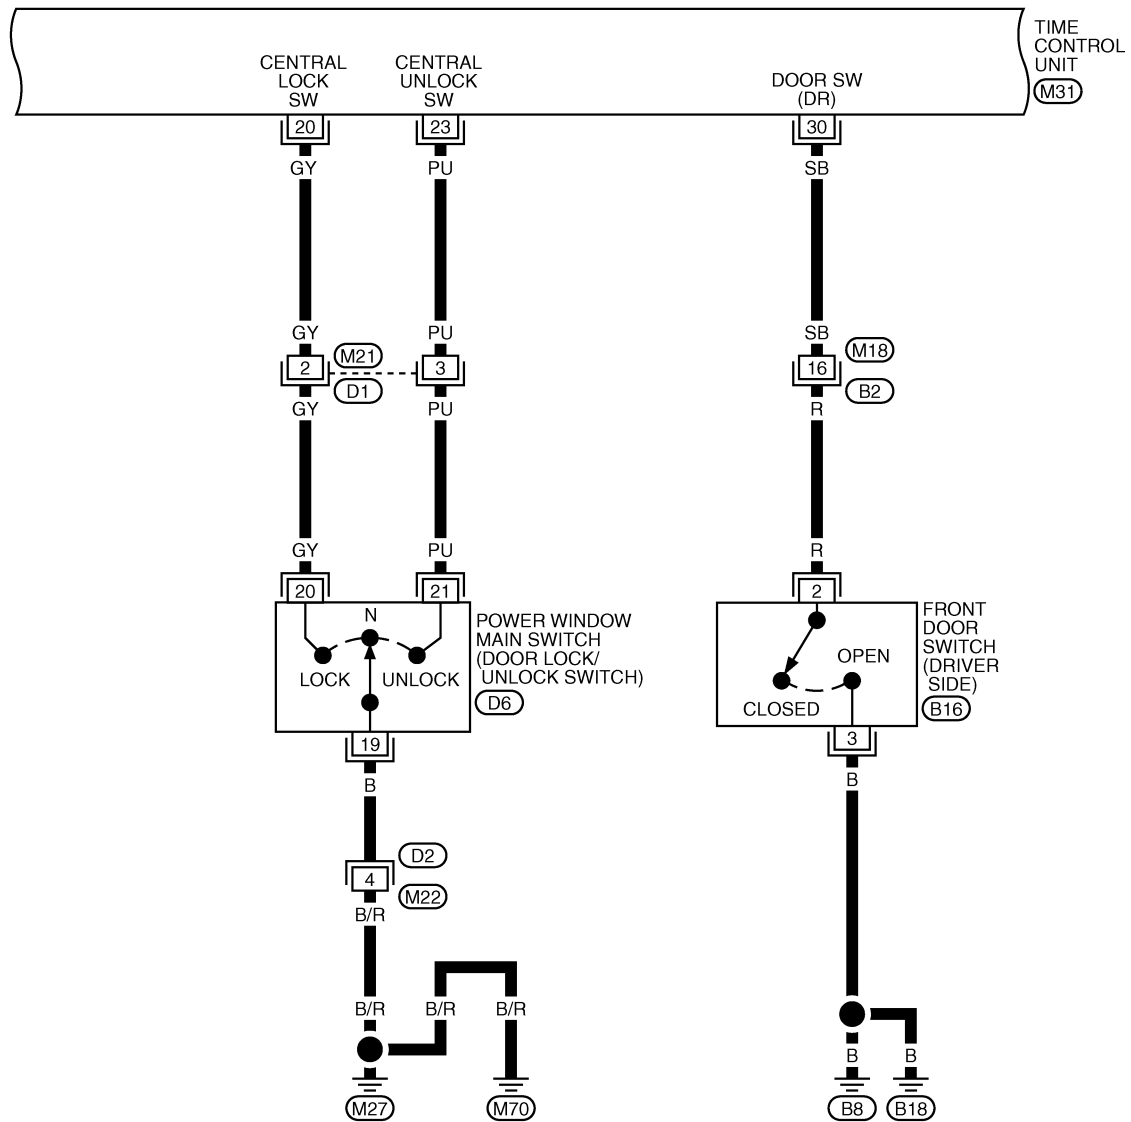 TIME
CONTROL
UNIT
M31
CENTRAL
LOCK
SW
CENTRAL
UNLOCK
SW
DOOR SW
(DR)
20
23
30
GY
PU
SB
GY
PU
SB
2
M21
D1
3
16
M18
B2
GY
PU
R
GY
PU
R
20
21
2
N
LOCK
UNLOCK
POWER WINDOW
MAIN SWITCH
(DOOR LOCK/
UNLOCK SWITCH)
D6
OPEN
CLOSED
FRONT
DOOR
SWITCH
(DRIVER
SIDE)
B16
19
3
B
B
D2
4
M22
B/R
B/R
B/R
B/R
B
B
M27
M70
B8
B18